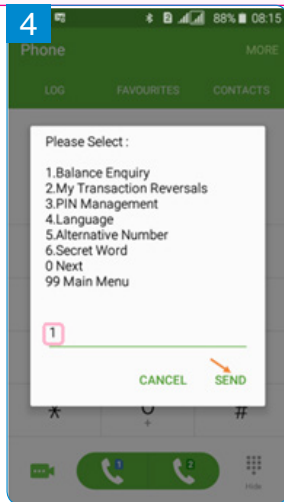 4
88% 08:15
Phone MORE
LOG FAVOURITES CONTACTS
Please Select :
1.Balance Enquiry
2.My Transaction Reversals
3.PIN Management
4.Language
5.Alternative Number
6.Secret Word
0 Next
99 Main Menu
1
CANCEL SEND
* 0 #
+
1 2
Hide